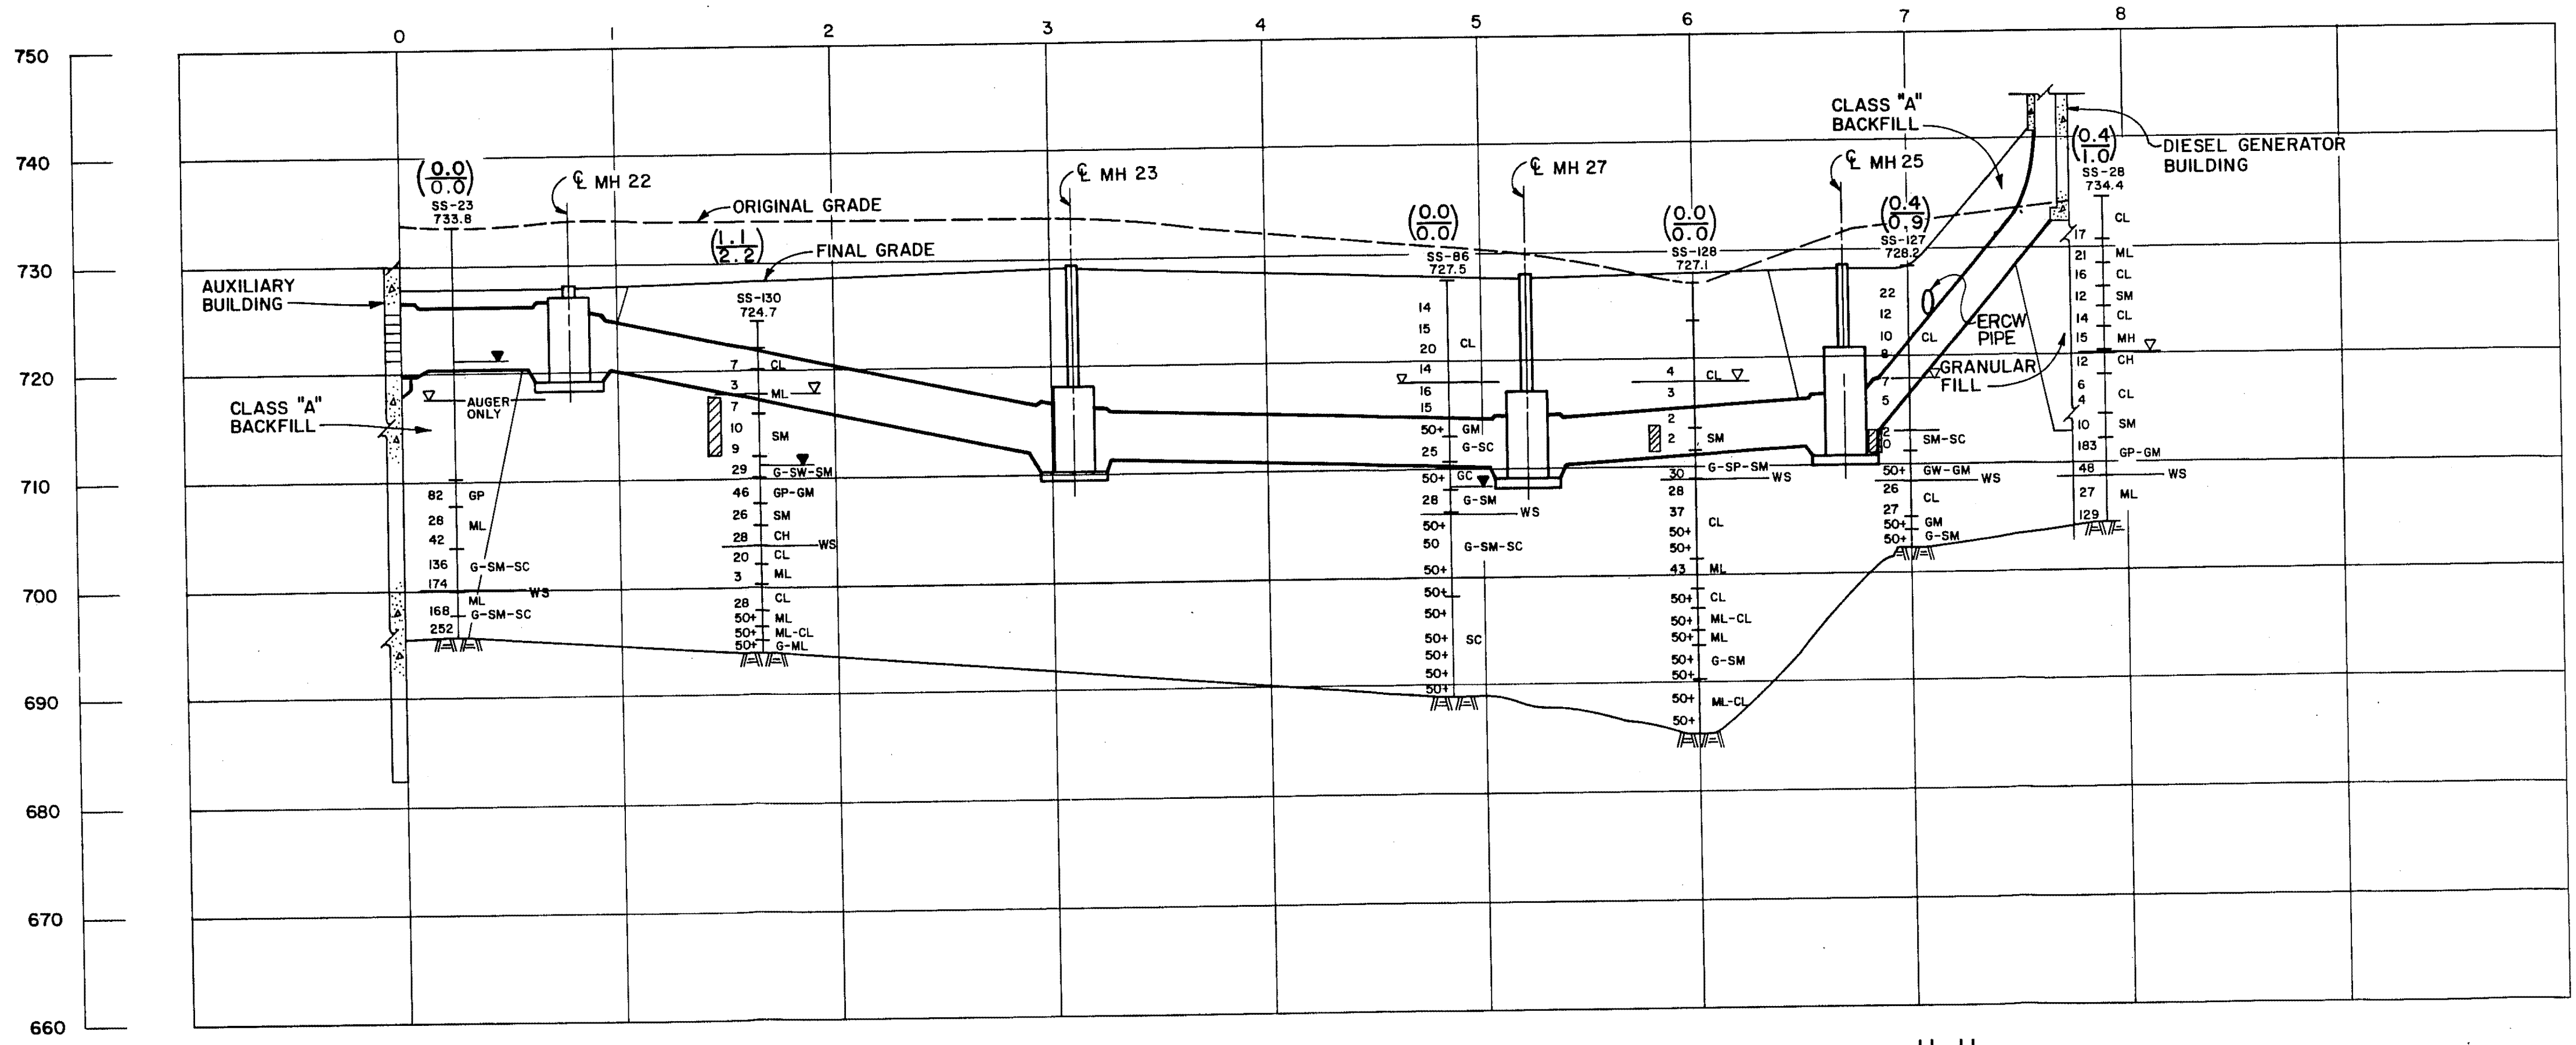 0 1 2 3 4 5 6 7 8
750
740
730
720
710
700
690
680
670
660
AUXILIARY
BUILDING
CLASS "A"
BACKFILL
(0.0/0.0)
SS-23
733.8
AUGER
ONLY
82 GP
28 ML
42
136 G-SM-SC
174
WS
ML
168 G-SM-SC
252
℄ MH 22
ORIGINAL GRADE
(1.1/2.2)
FINAL GRADE
SS-130
724.7
7 CL
3 ML
7
10 SM
9
29 G-SW-SM
46 GP-GM
26 SM
28 CH
WS
20 CL
3 ML
28 CL
50+ ML
50+ ML-CL
50+ G-ML
℄ MH 23
(0.0/0.0)
SS-86
727.5
14
15 CL
20
14
16
15
50+ GM
25 G-SC
50+ GC
28 G-SM
WS
50+
50 G-SM-SC
50+
50+
50+
50+ SC
50+
50+
50+
℄ MH 27
(0.0/0.0)
SS-128
727.1
4 CL
3
2
2 SM
30 G-SP-SM
WS
28
37 CL
50+
50+
43 ML
50+ CL
50+ ML-CL
50+ ML
50+ G-SM
50+
50+ ML-CL
50+
℄ MH 25
(0.4/0.9)
SS-127
728.2
22
12
10 CL
8
7
5
2 SM-SC
0
50+ GW-GM
WS
26 CL
27
50+ GM
50+ G-SM
CLASS "A"
BACKFILL
ERCW
PIPE
GRANULAR
FILL
DIESEL GENERATOR
BUILDING
(0.4/1.0)
SS-28
734.4
CL
17
21 ML
16 CL
12 SM
14 CL
15 MH
12 CH
6 CL
4
10 SM
183 GP-GM
48 WS
27 ML
129